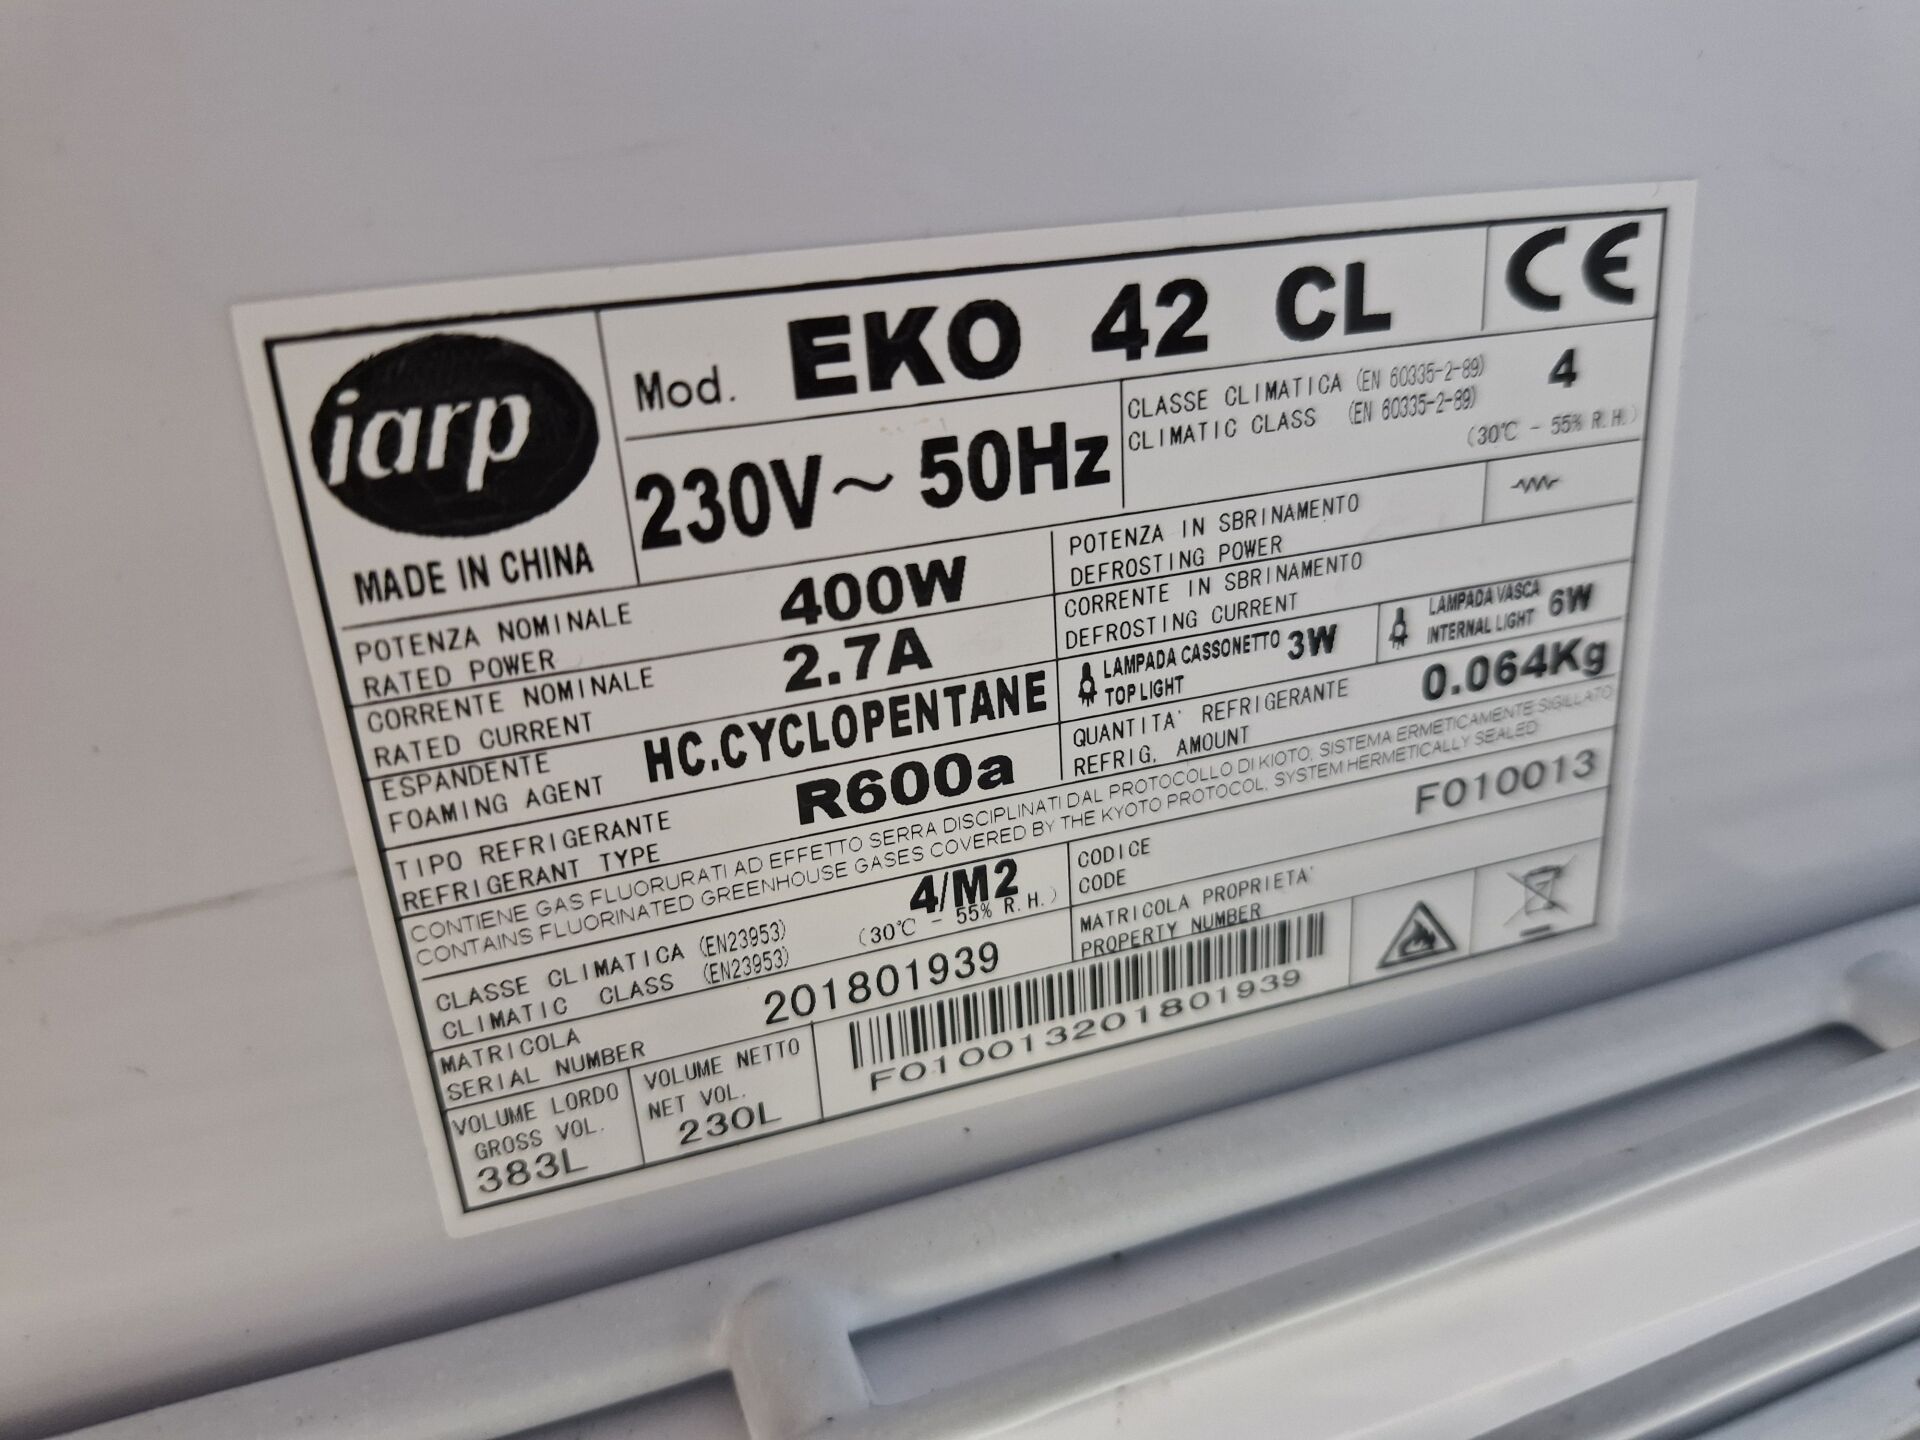 iarp
MADE IN CHINA
Mod. EKO 42 CL
CE
230V~ 50Hz
CLASSE CLIMATICA (EN 60335-2-89)
CLIMATIC CLASS (EN 60335-2-89)
4
(30℃ - 55% R.H.)
POTENZA NOMINALE
RATED POWER
400W
POTENZA IN SBRINAMENTO
DEFROSTING POWER
CORRENTE NOMINALE
RATED CURRENT
2.7A
CORRENTE IN SBRINAMENTO
DEFROSTING CURRENT
ESPANDENTE
FOAMING AGENT
HC.CYCLOPENTANE
LAMPADA CASSONETTO
TOP LIGHT
3W
LAMPADA VASCA
INTERNAL LIGHT
6W
TIPO REFRIGERANTE
REFRIGERANT TYPE
R600a
QUANTITA' REFRIGERANTE
REFRIG. AMOUNT
0.064Kg
CONTIENE GAS FLUORURATI AD EFFETTO SERRA DISCIPLINATI DAL PROTOCOLLO DI KIOTO, SISTEMA ERMETICAMENTE SIGILLATO
CONTAINS FLUORINATED GREENHOUSE GASES COVERED BY THE KYOTO PROTOCOL, SYSTEM HERMETICALLY SEALED
CLASSE CLIMATICA (EN23953)
CLIMATIC CLASS (EN23953)
4/M2
(30℃ - 55% R.H.)
CODICE
CODE
F010013
MATRICOLA
SERIAL NUMBER
201801939
MATRICOLA PROPRIETA'
PROPERTY NUMBER
VOLUME LORDO
GROSS VOL.
383L
VOLUME NETTO
NET VOL.
230L
F010013201801939